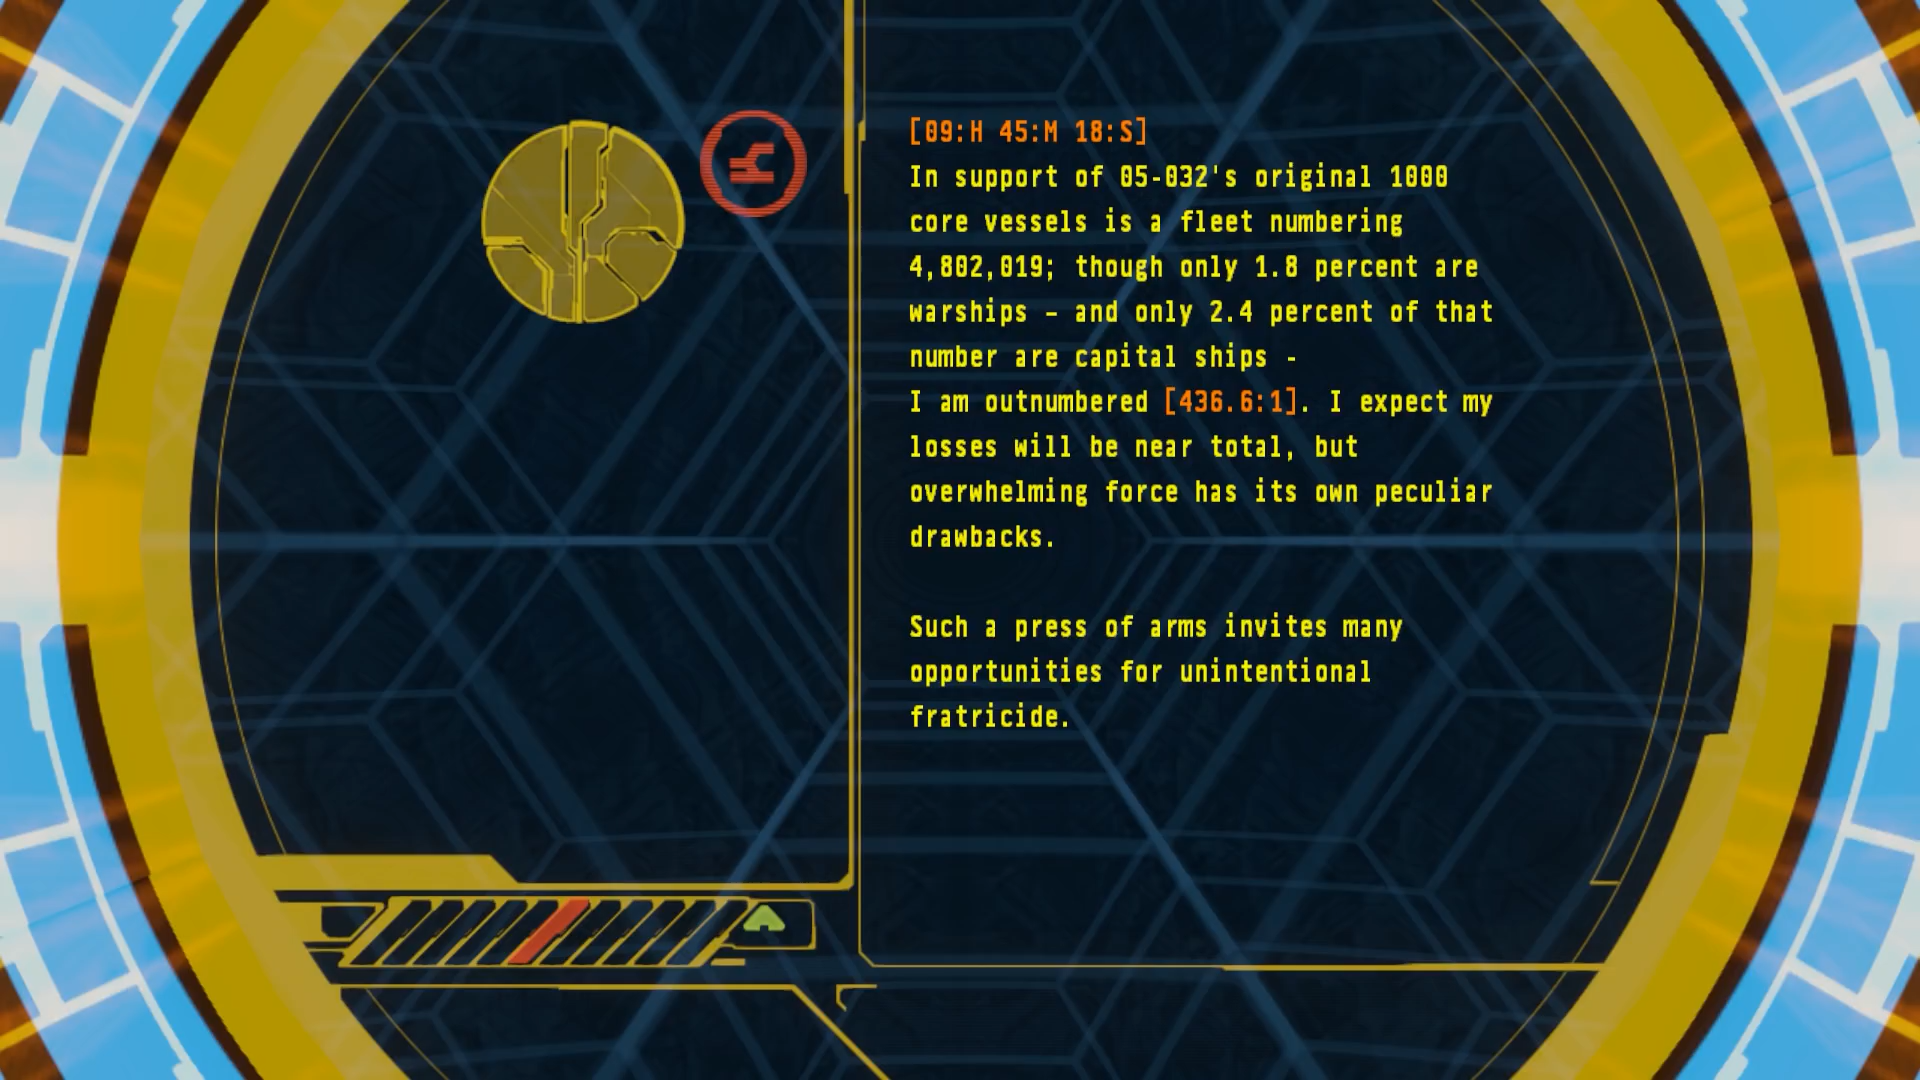 [09:H 45:M 18:S]
In support of 05-032's original 1000
core vessels is a fleet numbering
4,802,019; though only 1.8 percent are
warships – and only 2.4 percent of that
number are capital ships -
I am outnumbered [436.6:1]. I expect my
losses will be near total, but
overwhelming force has its own peculiar
drawbacks.
Such a press of arms invites many
opportunities for unintentional
fratricide.